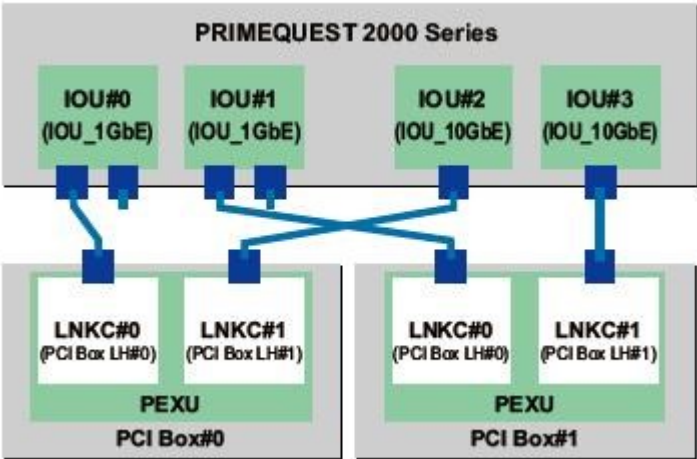 PRIMEQUEST 2000 Series
IOU#0
(IOU_1GbE)
IOU#1
(IOU_1GbE)
IOU#2
(IOU_10GbE)
IOU#3
(IOU_10GbE)
LNKC#0
(PCI Box LH#0)
LNKC#1
(PCI Box LH#1)
PEXU
PCI Box#0
LNKC#0
(PCI Box LH#0)
LNKC#1
(PCI Box LH#1)
PEXU
PCI Box#1